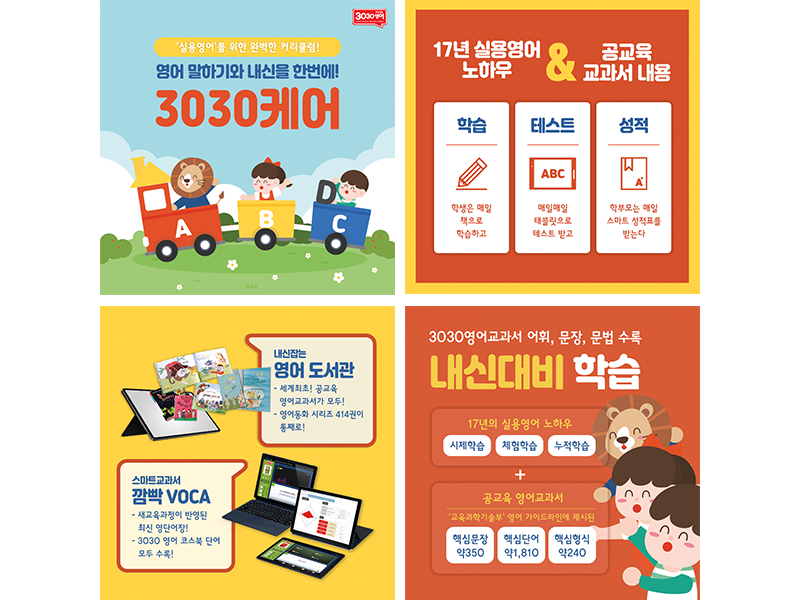 3030영어
'실용영어'를 위한 완벽한 커리큘럼!
영어 말하기와 내신을 한번에!
3030케어
A
B
D
C
17년 실용영어
노하우
&
공교육
교과서 내용
학습
학생은 매일
책으로
학습하고
테스트
ABC
매일매일
태블릿으로
테스트 받고
성적
A+
학부모는 매일
스마트 성적표를
받는다
내신잡는
영어 도서관
- 세계최초! 공교육
영어교과서가 모두!
- 영어동화 시리즈 414권이
통째로!
스마트교과서
깜빡 VOCA
- 새교육과정이 반영된
최신 영단어장!
- 3030 영어 코스북 단어
모두 수록!
3030영어교과서 어휘, 문장, 문법 수록
내신대비 학습
17년의 실용영어 노하우
시제학습
체험학습
누적학습
+
공교육 영어교과서
'교육과학기술부' 영어 가이드라인에 제시된
핵심문장
약350
핵심단어
약1,810
핵심형식
약240